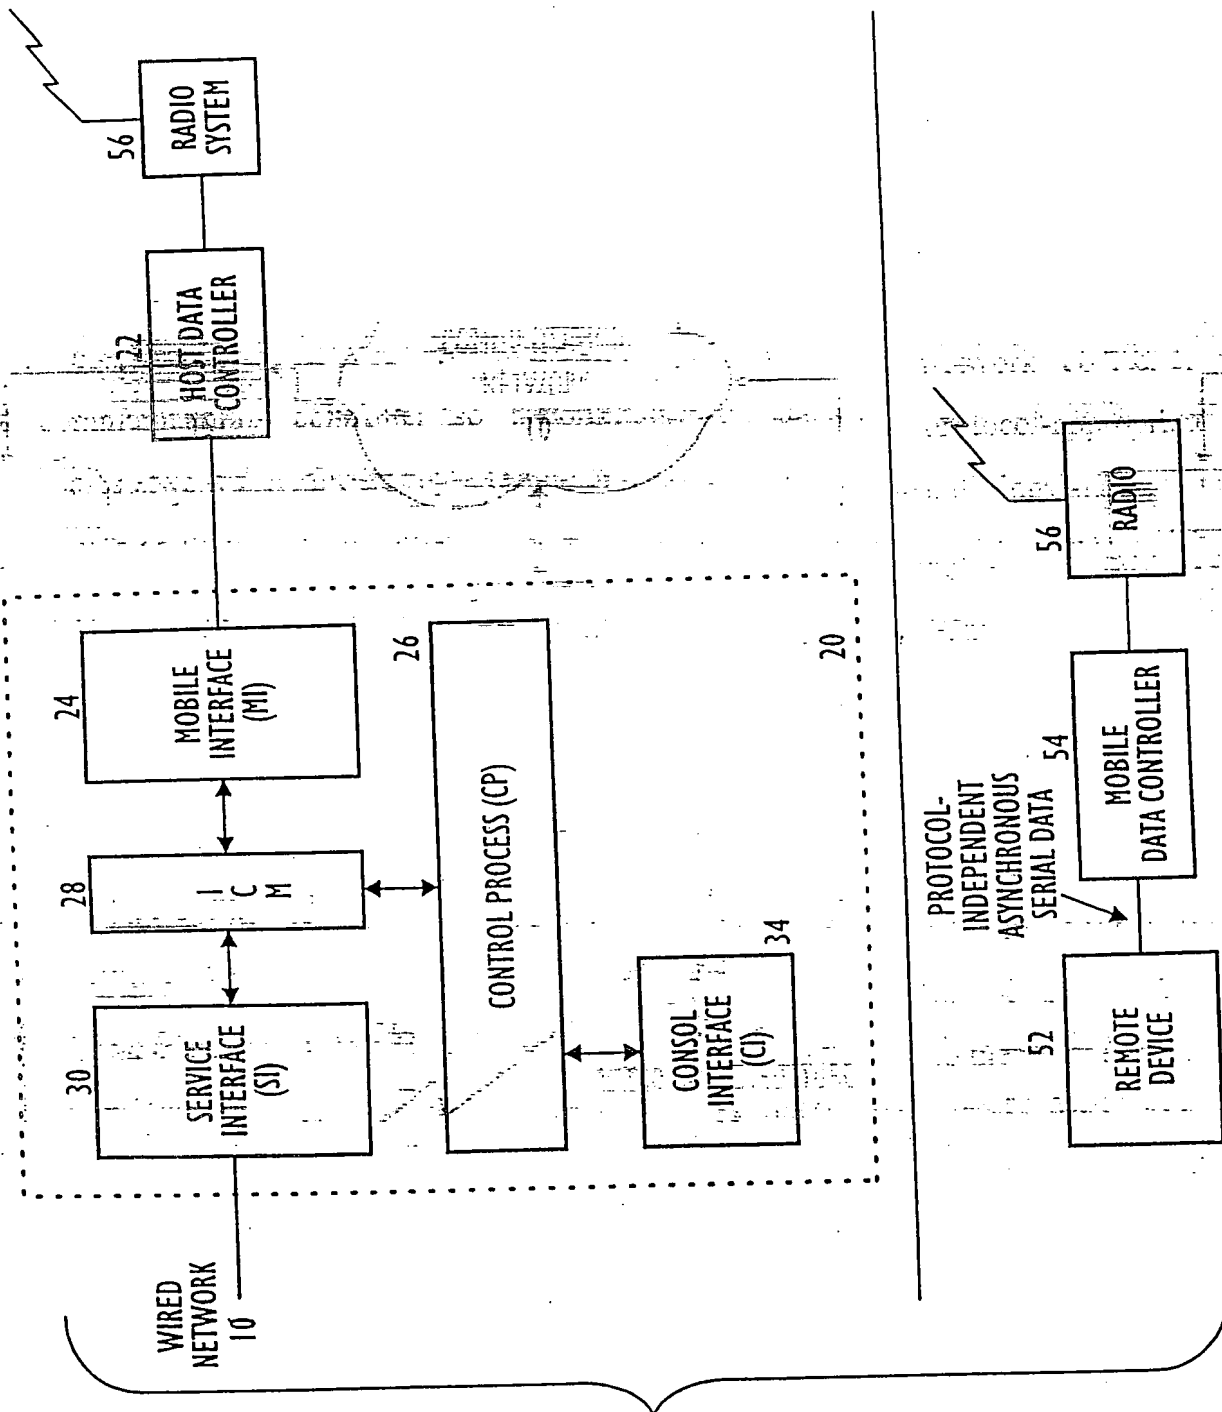 WIRED
NETWORK
10
30
SERVICE
INTERFACE
(SI)
28
I
C
M
24
MOBILE
INTERFACE
(MI)
22
HOST DATA
CONTROLLER
56
RADIO
SYSTEM
26
CONTROL PROCESS (CP)
34
CONSOL
INTERFACE
(CI)
20
PROTOCOL-
INDEPENDENT
ASYNCHRONOUS
SERIAL DATA
52
REMOTE
DEVICE
54
MOBILE
DATA CONTROLLER
56
RADIO